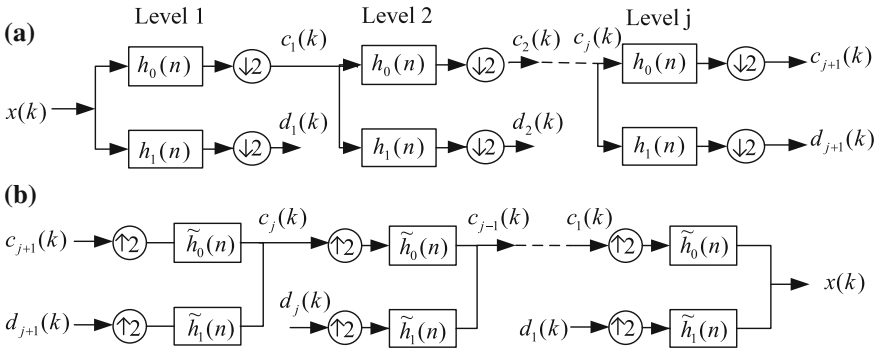 Level 1 Level 2 Level j
(a)
c₁(k) c₂(k) cⱼ(k)
h₀(n) ↓2 h₀(n) ↓2 h₀(n) ↓2 cⱼ₊₁(k)
x(k)
d₁(k) d₂(k)
h₁(n) ↓2 h₁(n) ↓2 h₁(n) ↓2 dⱼ₊₁(k)
(b)
cⱼ(k) cⱼ₋₁(k) c₁(k)
cⱼ₊₁(k) ↑2 h̃₀(n) ↑2 h̃₀(n) ↑2 h̃₀(n)
x(k)
dⱼ(k)
dⱼ₊₁(k) ↑2 h̃₁(n) ↑2 h̃₁(n) d₁(k) ↑2 h̃₁(n)